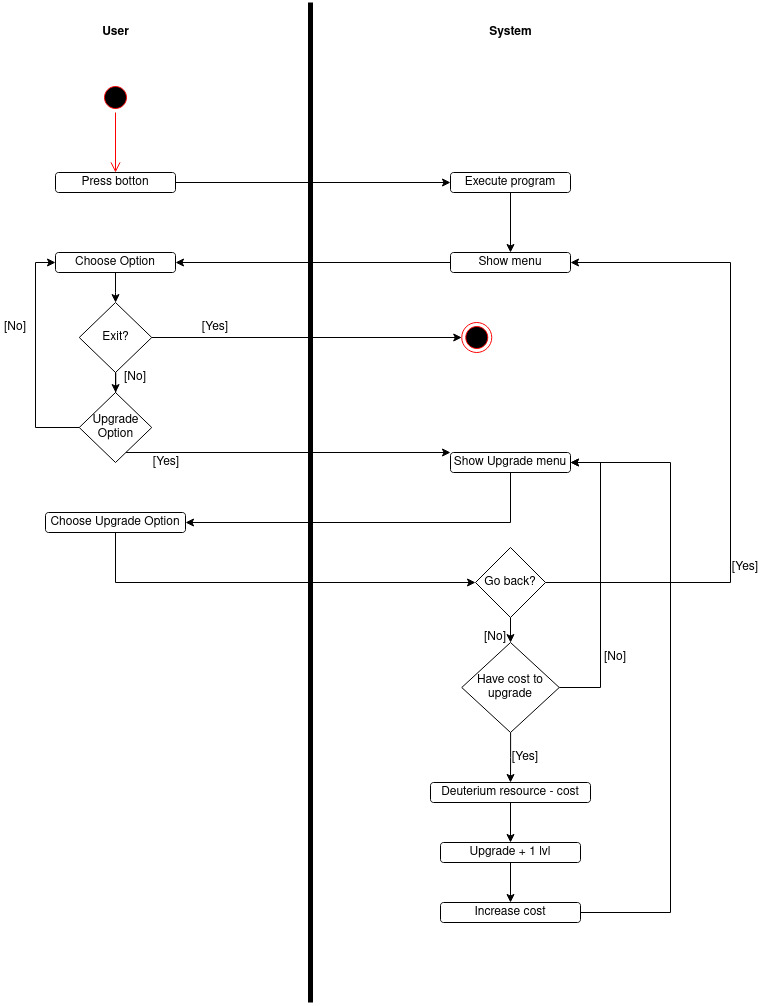 User
System
Press botton
Execute program
Choose Option
Show menu
[No]
Exit?
[Yes]
[No]
Upgrade
Option
[Yes]
Show Upgrade menu
Choose Upgrade Option
Go back?
[Yes]
[No]
[No]
Have cost to
upgrade
[Yes]
Deuterium resource - cost
Upgrade + 1 lvl
Increase cost